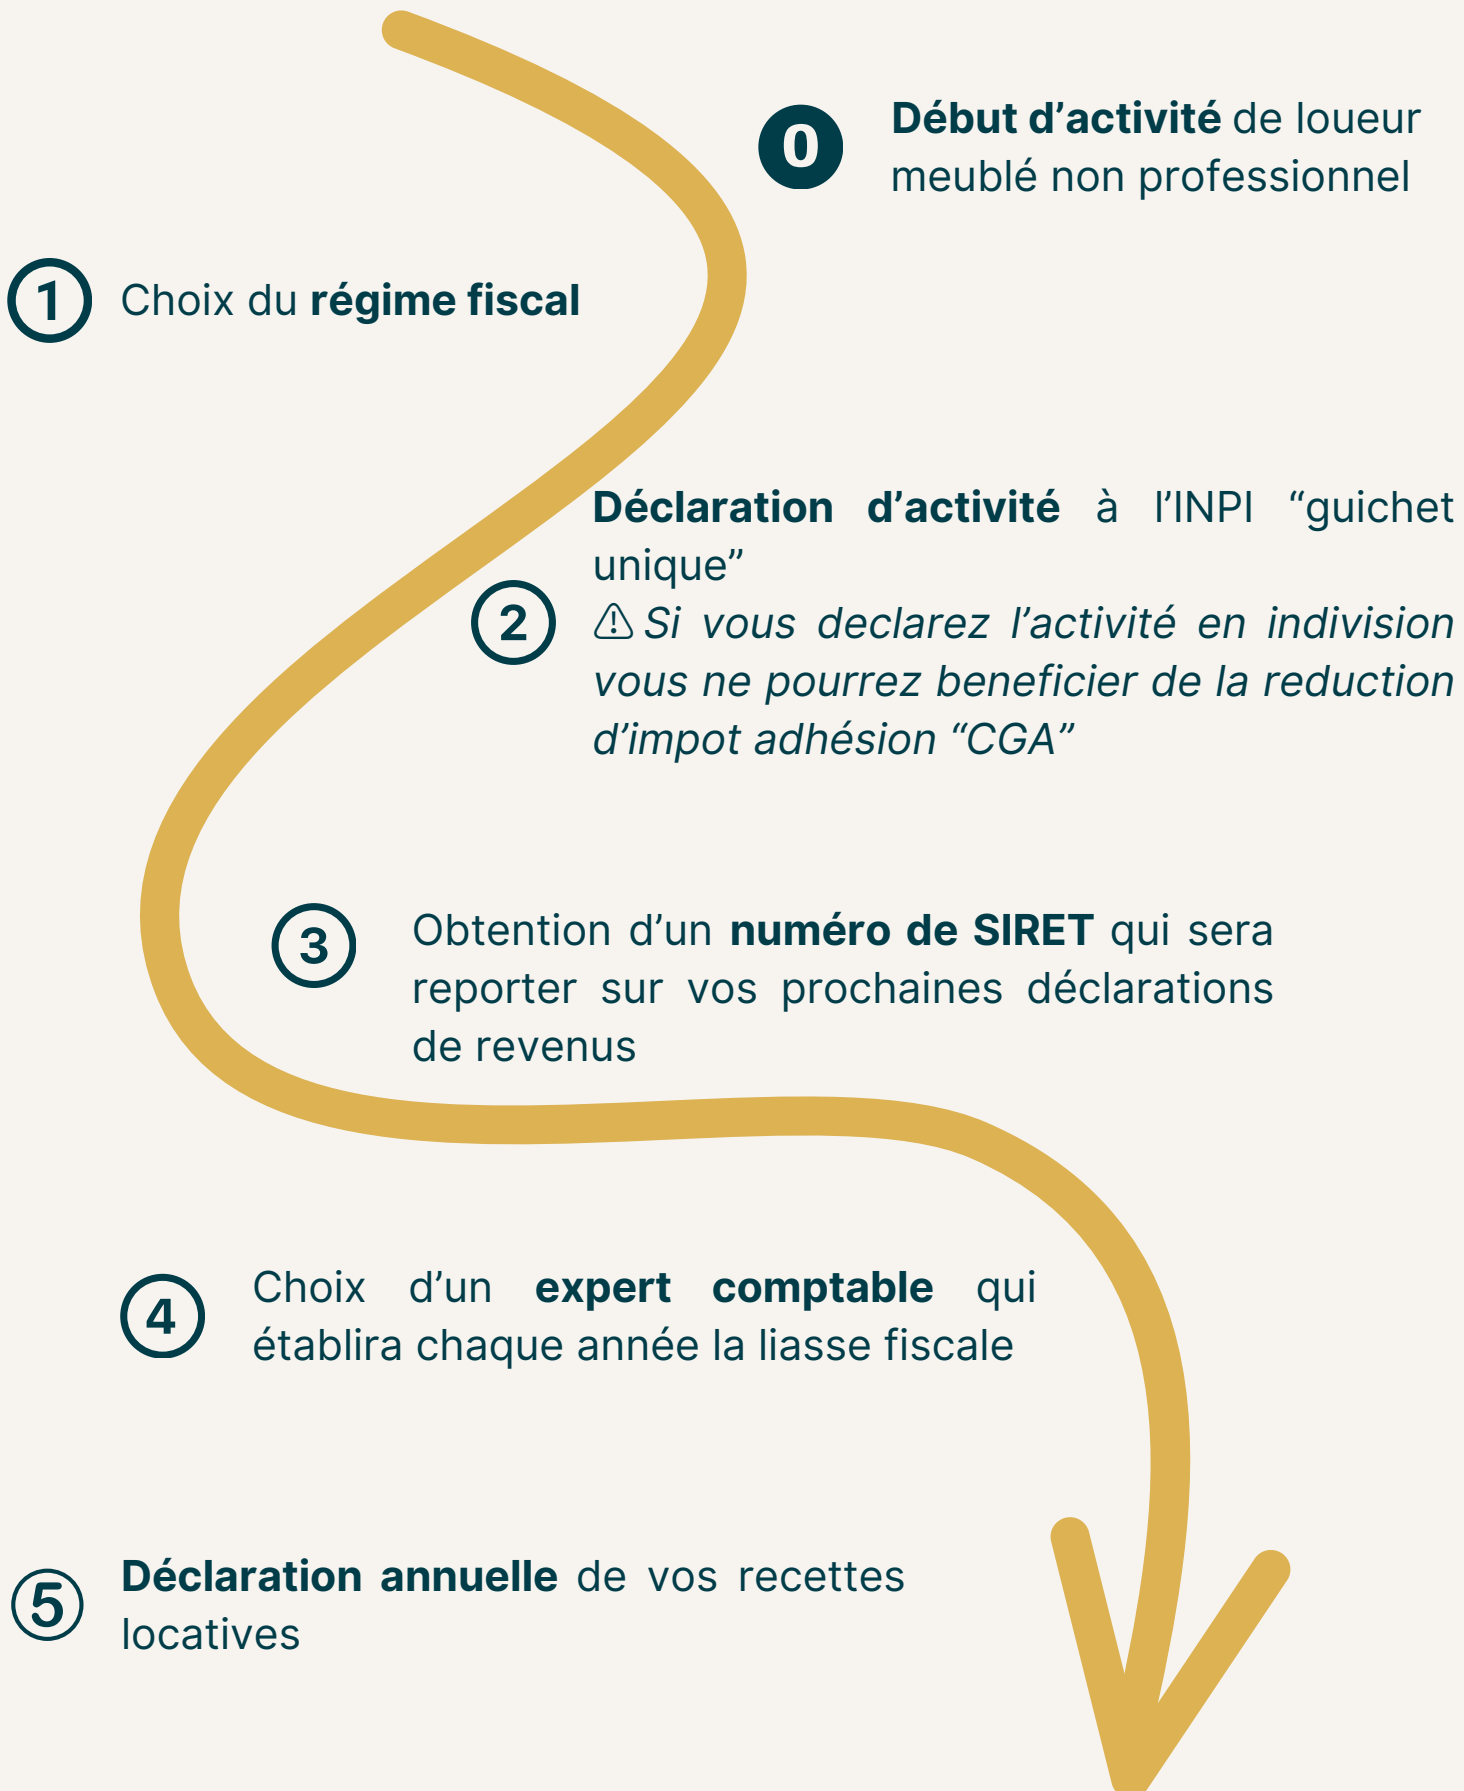 0
Début d’activité de loueur
meublé non professionnel
1
Choix du régime fiscal
Déclaration d’activité à l’INPI “guichet
unique”
2
⚠ Si vous declarez l’activité en indivision
vous ne pourrez beneficier de la reduction
d’impot adhésion “CGA”
3
Obtention d’un numéro de SIRET qui sera
reporter sur vos prochaines déclarations
de revenus
4
Choix d’un expert comptable qui
établira chaque année la liasse fiscale
5
Déclaration annuelle de vos recettes
locatives